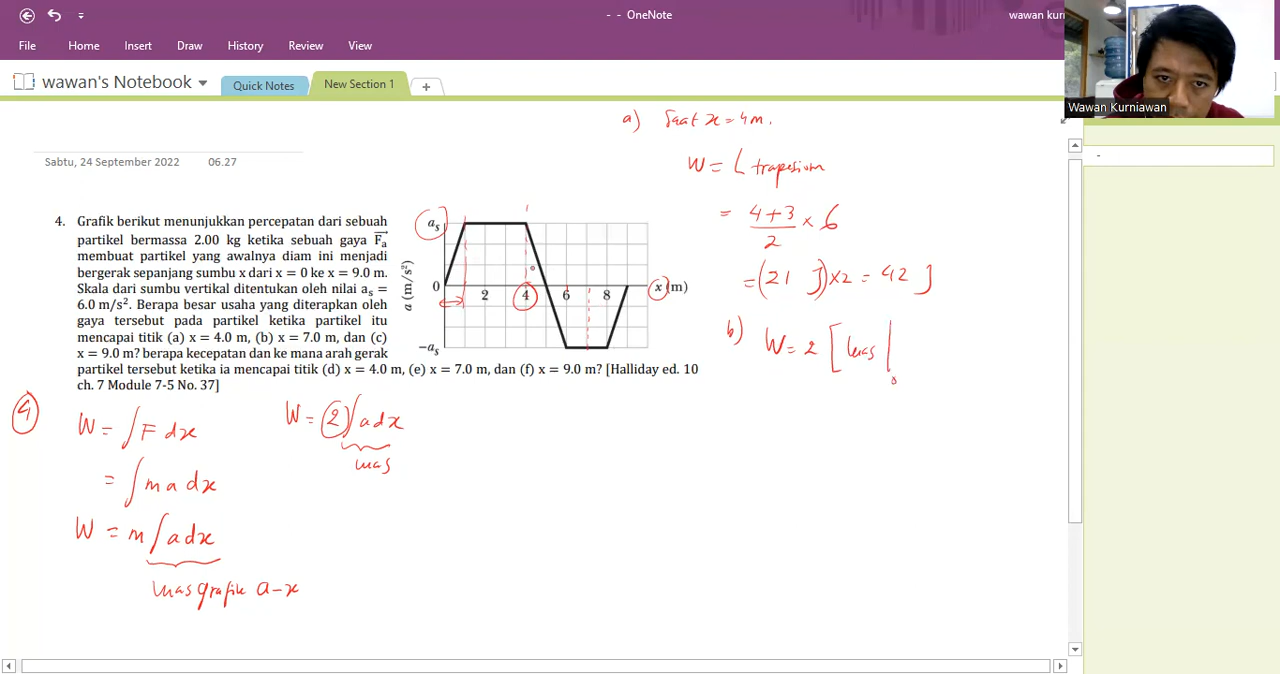 - - OneNote
wawan kurn
File Home Insert Draw History Review View
wawan's Notebook
Quick Notes
New Section 1
+
Wawan Kurniawan
Sabtu, 24 September 2022 06.27
-
a) Saat x = 4 m.
W = L trapesium
= 4+3/2 × 6
= (21 J) × 2 = 42 J
b) W = 2 [luas |
4. Grafik berikut menunjukkan percepatan dari sebuah
partikel bermassa 2.00 kg ketika sebuah gaya F⃗a
membuat partikel yang awalnya diam ini menjadi
bergerak sepanjang sumbu x dari x = 0 ke x = 9.0 m.
Skala dari sumbu vertikal ditentukan oleh nilai as =
6.0 m/s². Berapa besar usaha yang diterapkan oleh
gaya tersebut pada partikel ketika partikel itu
mencapai titik (a) x = 4.0 m, (b) x = 7.0 m, dan (c)
x = 9.0 m? berapa kecepatan dan ke mana arah gerak
partikel tersebut ketika ia mencapai titik (d) x = 4.0 m, (e) x = 7.0 m, dan (f) x = 9.0 m? [Halliday ed. 10
ch. 7 Module 7-5 No. 37]
as
a (m/s²)
0 2 4 6 8 x (m)
−as
4
W = ∫ F dx
= ∫ m a dx
W = m ∫ a dx
luas grafik a-x
W = 2 ∫ a dx
luas